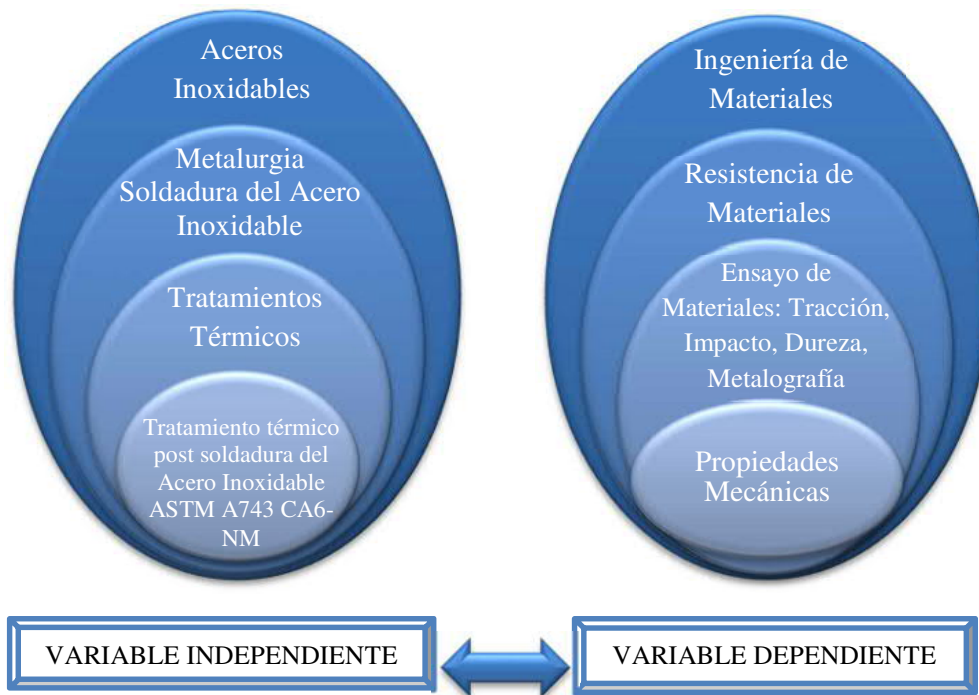 Aceros
Inoxidables
Metalurgia
Soldadura del Acero
Inoxidable
Tratamientos
Térmicos
Tratamiento térmico
post soldadura del
Acero Inoxidable
ASTM A743 CA6-
NM
Ingeniería de
Materiales
Resistencia de
Materiales
Ensayo de
Materiales: Tracción,
Impacto, Dureza,
Metalografía
Propiedades
Mecánicas
VARIABLE INDEPENDIENTE
VARIABLE DEPENDIENTE